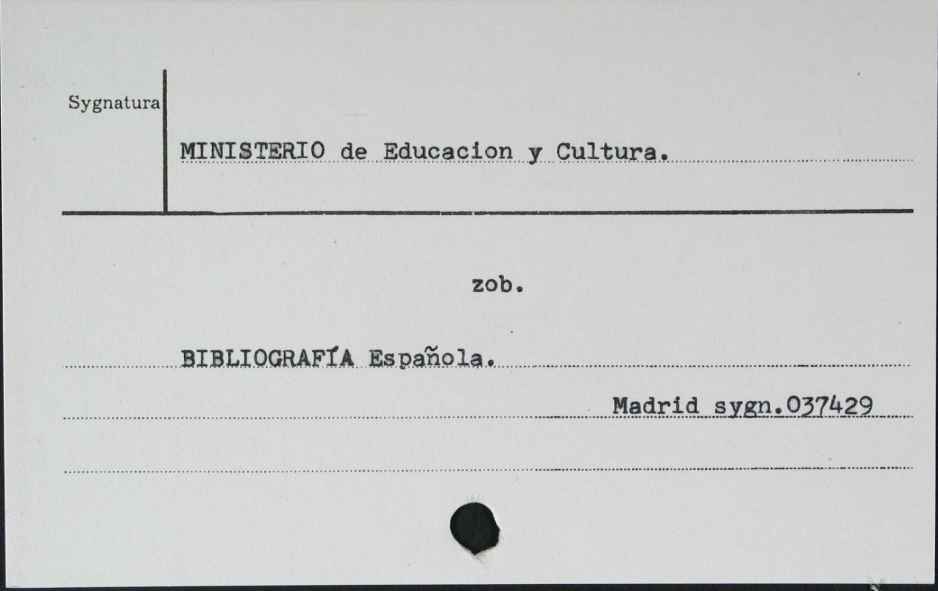 Sygnatura
MINISTERIO de Educacion y Cultura.
zob.
BIBLIOGRAFÍA Española.
Madrid sygn.037429